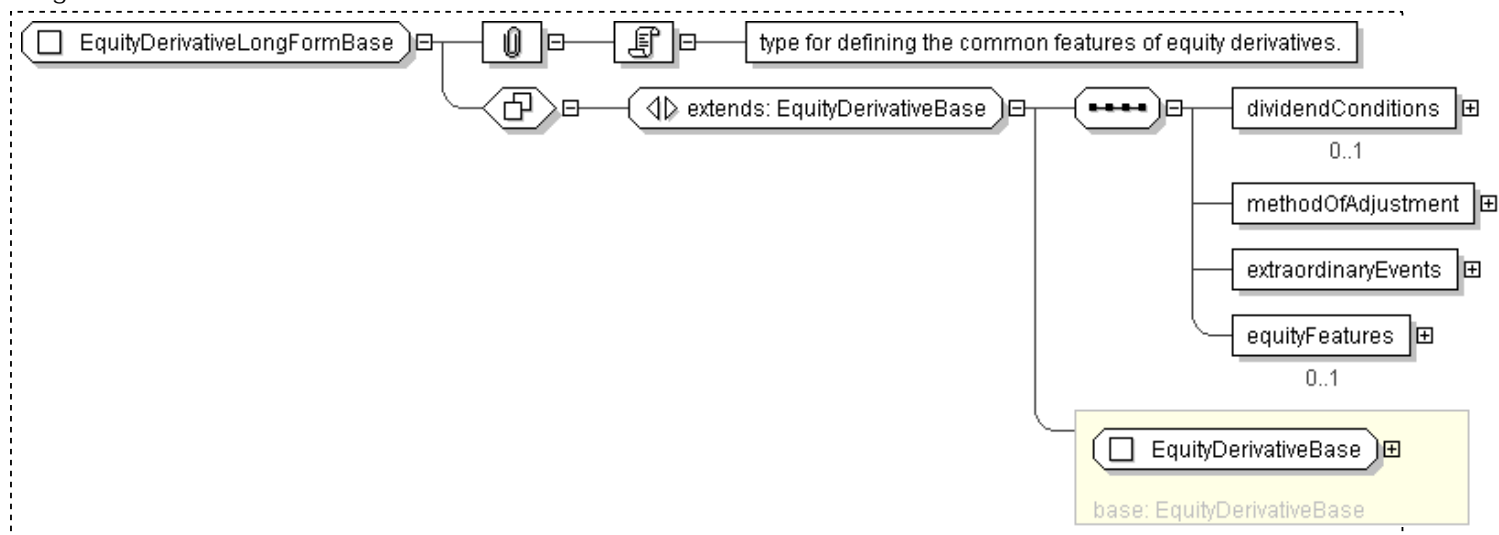 EquityDerivativeLongFormBase
type for defining the common features of equity derivatives.
extends: EquityDerivativeBase
dividendConditions
0..1
methodOfAdjustment
extraordinaryEvents
equityFeatures
0..1
EquityDerivativeBase
base: EquityDerivativeBase